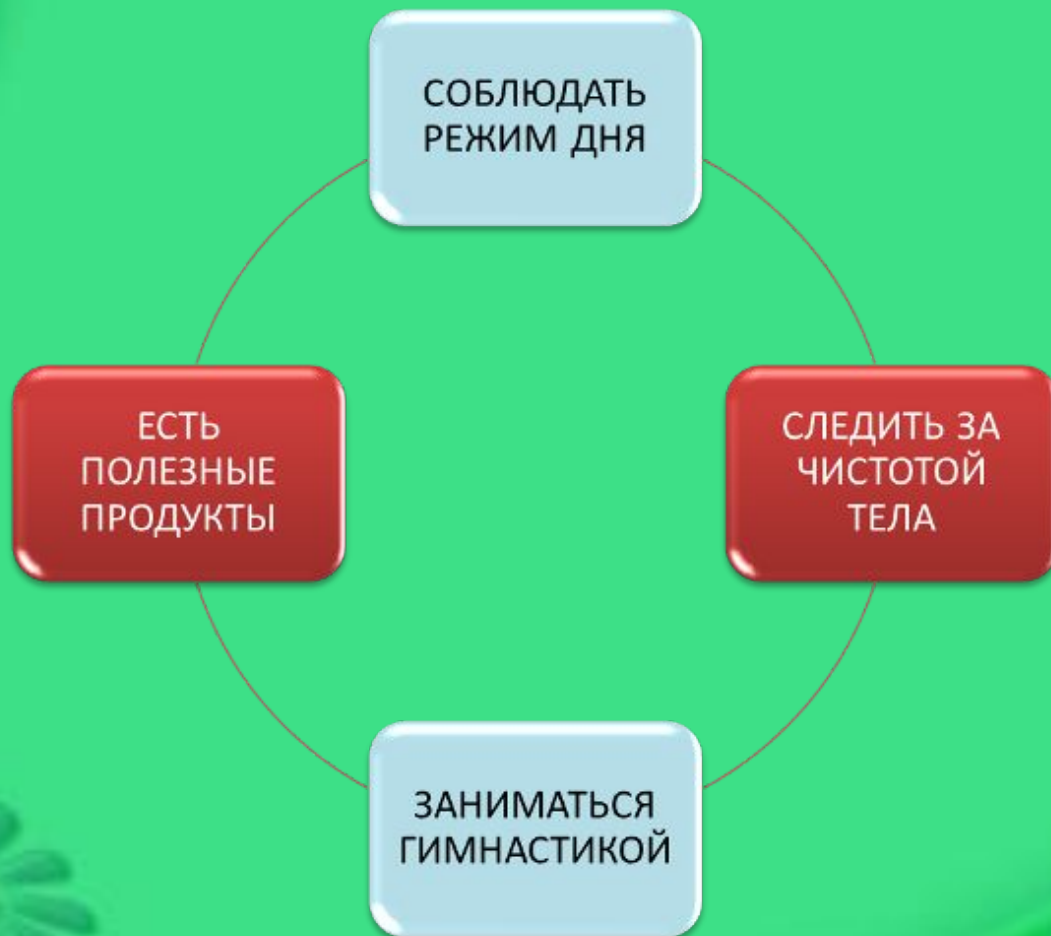 СОБЛЮДАТЬ
РЕЖИМ ДНЯ
ЕСТЬ
ПОЛЕЗНЫЕ
ПРОДУКТЫ
СЛЕДИТЬ ЗА
ЧИСТОТОЙ
ТЕЛА
ЗАНИМАТЬСЯ
ГИМНАСТИКОЙ